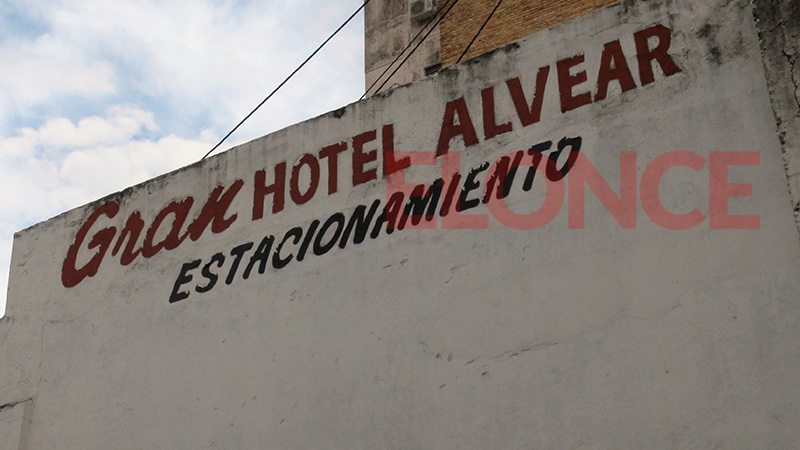 Gran HOTEL ALVEAR
ESTACIONAMIENTO
ELONCE